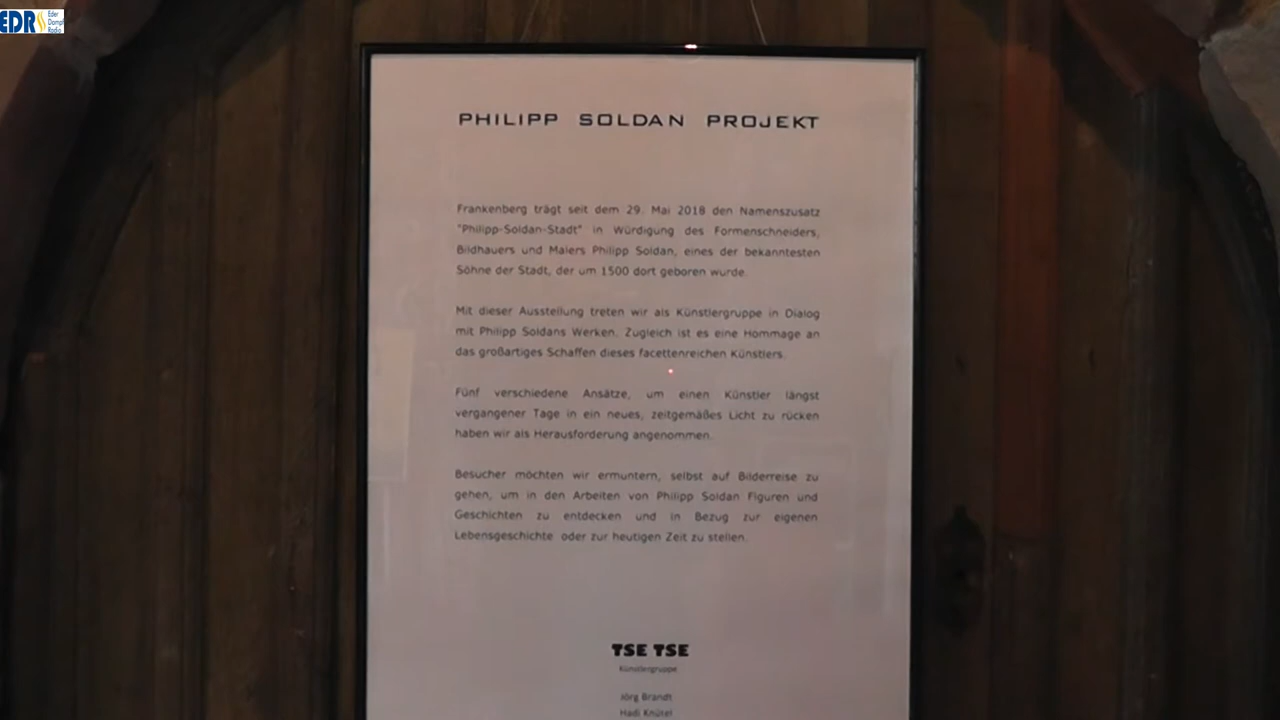 EDR
Eder
Dampf
Radio
PHILIPP SOLDAN PROJEKT
Frankenberg trägt seit dem 29. Mai 2018 den Namenszusatz
"Philipp-Soldan-Stadt" in Würdigung des Formenschneiders,
Bildhauers und Malers Philipp Soldan, eines der bekanntesten
Söhne der Stadt, der um 1500 dort geboren wurde.
Mit dieser Ausstellung treten wir als Künstlergruppe in Dialog
mit Philipp Soldans Werken. Zugleich ist es eine Hommage an
das großartiges Schaffen dieses facettenreichen Künstlers.
Fünf verschiedene Ansätze, um einen Künstler längst
vergangener Tage in ein neues, zeitgemäßes Licht zu rücken
haben wir als Herausforderung angenommen.
Besucher möchten wir ermuntern, selbst auf Bilderreise zu
gehen, um in den Arbeiten von Philipp Soldan Figuren und
Geschichten zu entdecken und in Bezug zur eigenen
Lebensgeschichte oder zur heutigen Zeit zu stellen.
TSE TSE
Künstlergruppe
Jörg Brandt
Hadi Knütel